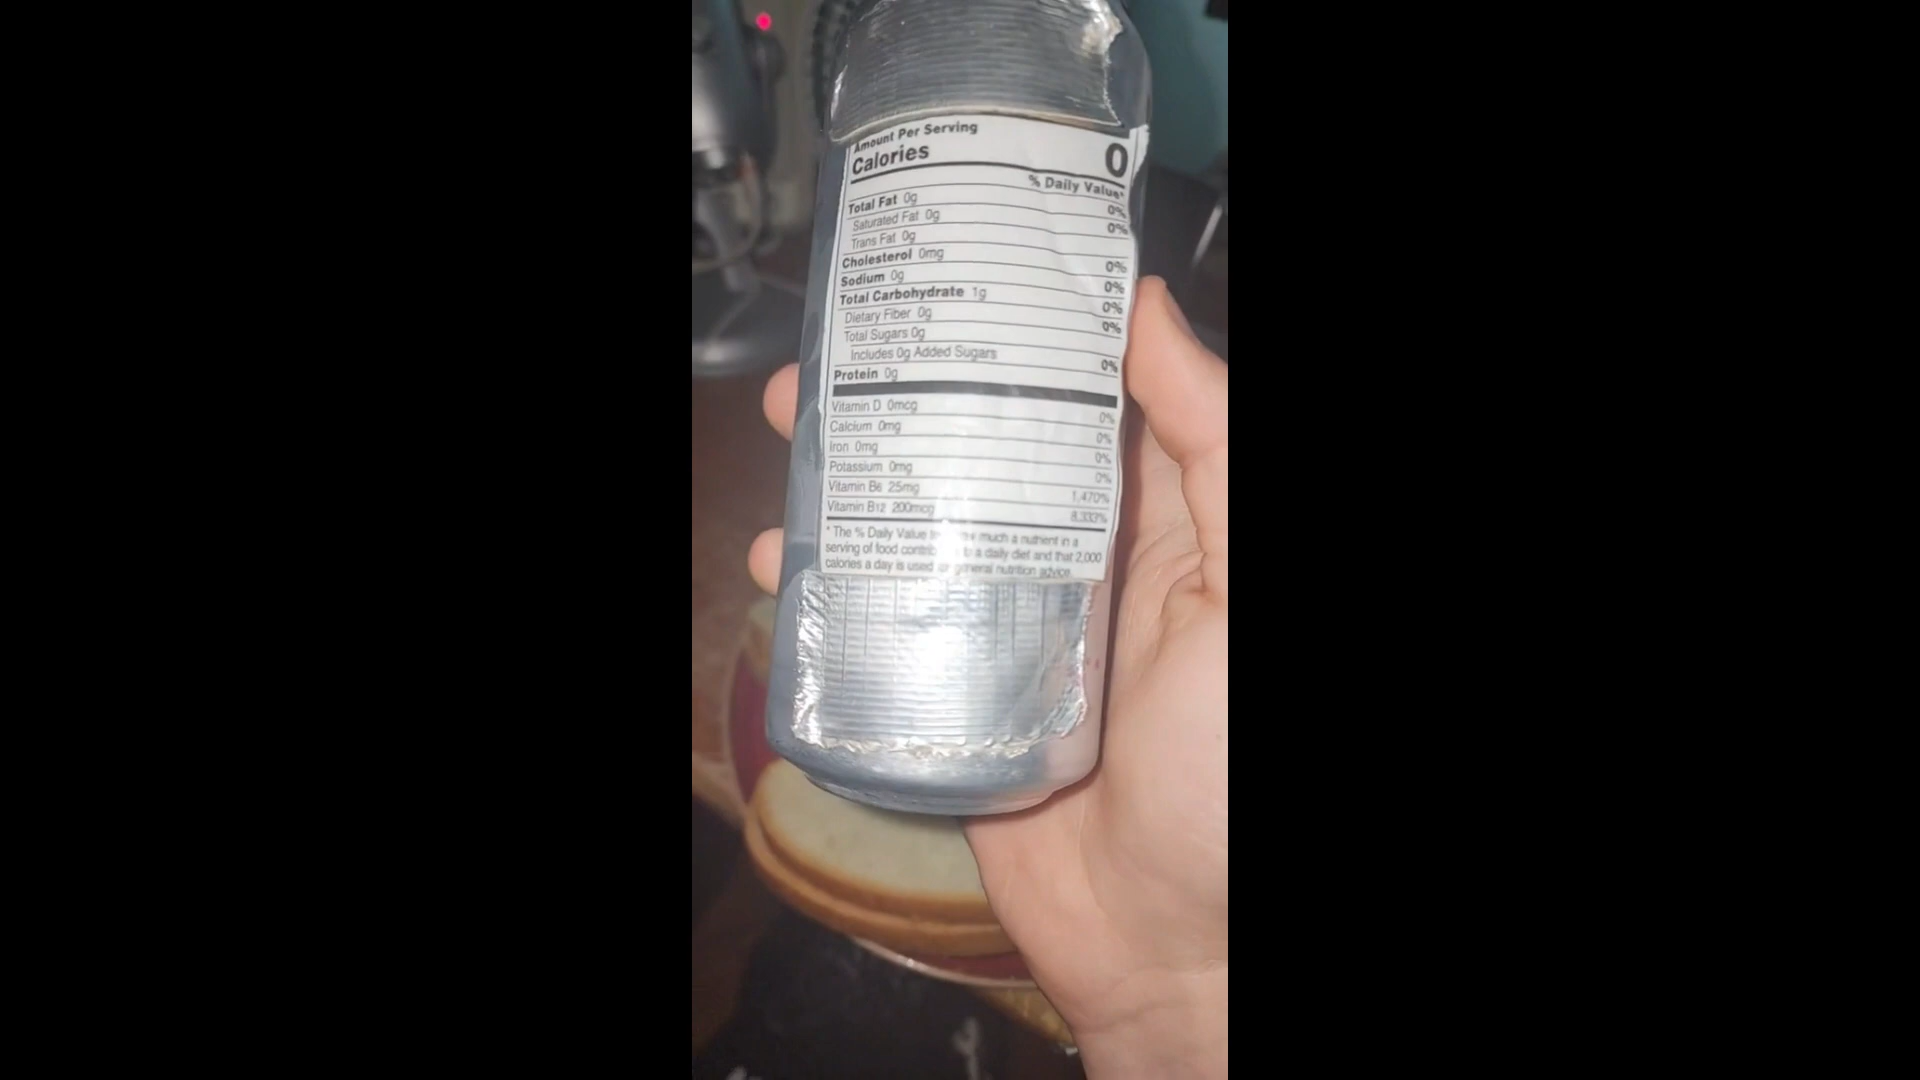 Amount Per Serving
Calories 0
% Daily Value*
Total Fat 0g 0%
Saturated Fat 0g 0%
Trans Fat 0g
Cholesterol 0mg 0%
Sodium 0g 0%
Total Carbohydrate 1g 0%
Dietary Fiber 0g 0%
Total Sugars 0g
Includes 0g Added Sugars 0%
Protein 0g
Vitamin D 0mcg 0%
Calcium 0mg 0%
Iron 0mg 0%
Potassium 0mg 0%
Vitamin B6 25mg 1,470%
Vitamin B12 200mcg 8,333%
* The % Daily Value much a nutrient in a
serving of food to a daily diet and that 2,000
calories a day is used general nutrition advice